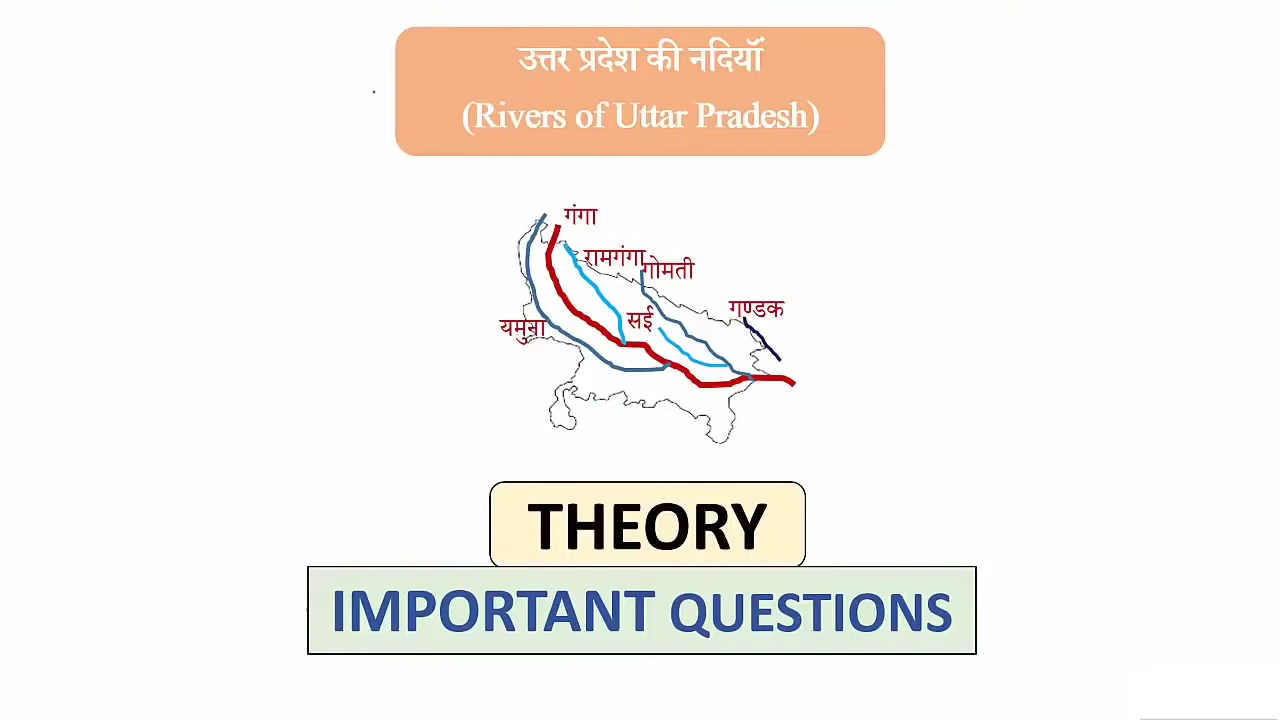 उत्तर प्रदेश की नदियाँ
(Rivers of Uttar Pradesh)
गंगा
रामगंगा
गोमती
गण्डक
सई
यमुना
THEORY
IMPORTANT QUESTIONS